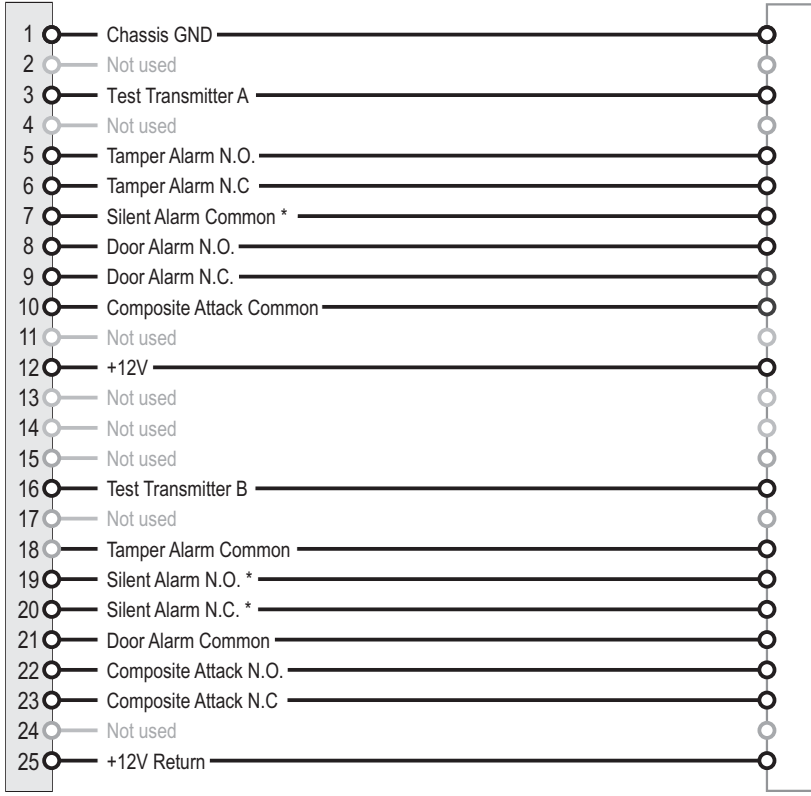 1 Chassis GND
2 Not used
3 Test Transmitter A
4 Not used
5 Tamper Alarm N.O.
6 Tamper Alarm N.C
7 Silent Alarm Common *
8 Door Alarm N.O.
9 Door Alarm N.C.
10 Composite Attack Common
11 Not used
12 +12V
13 Not used
14 Not used
15 Not used
16 Test Transmitter B
17 Not used
18 Tamper Alarm Common
19 Silent Alarm N.O. *
20 Silent Alarm N.C. *
21 Door Alarm Common
22 Composite Attack N.O.
23 Composite Attack N.C
24 Not used
25 +12V Return